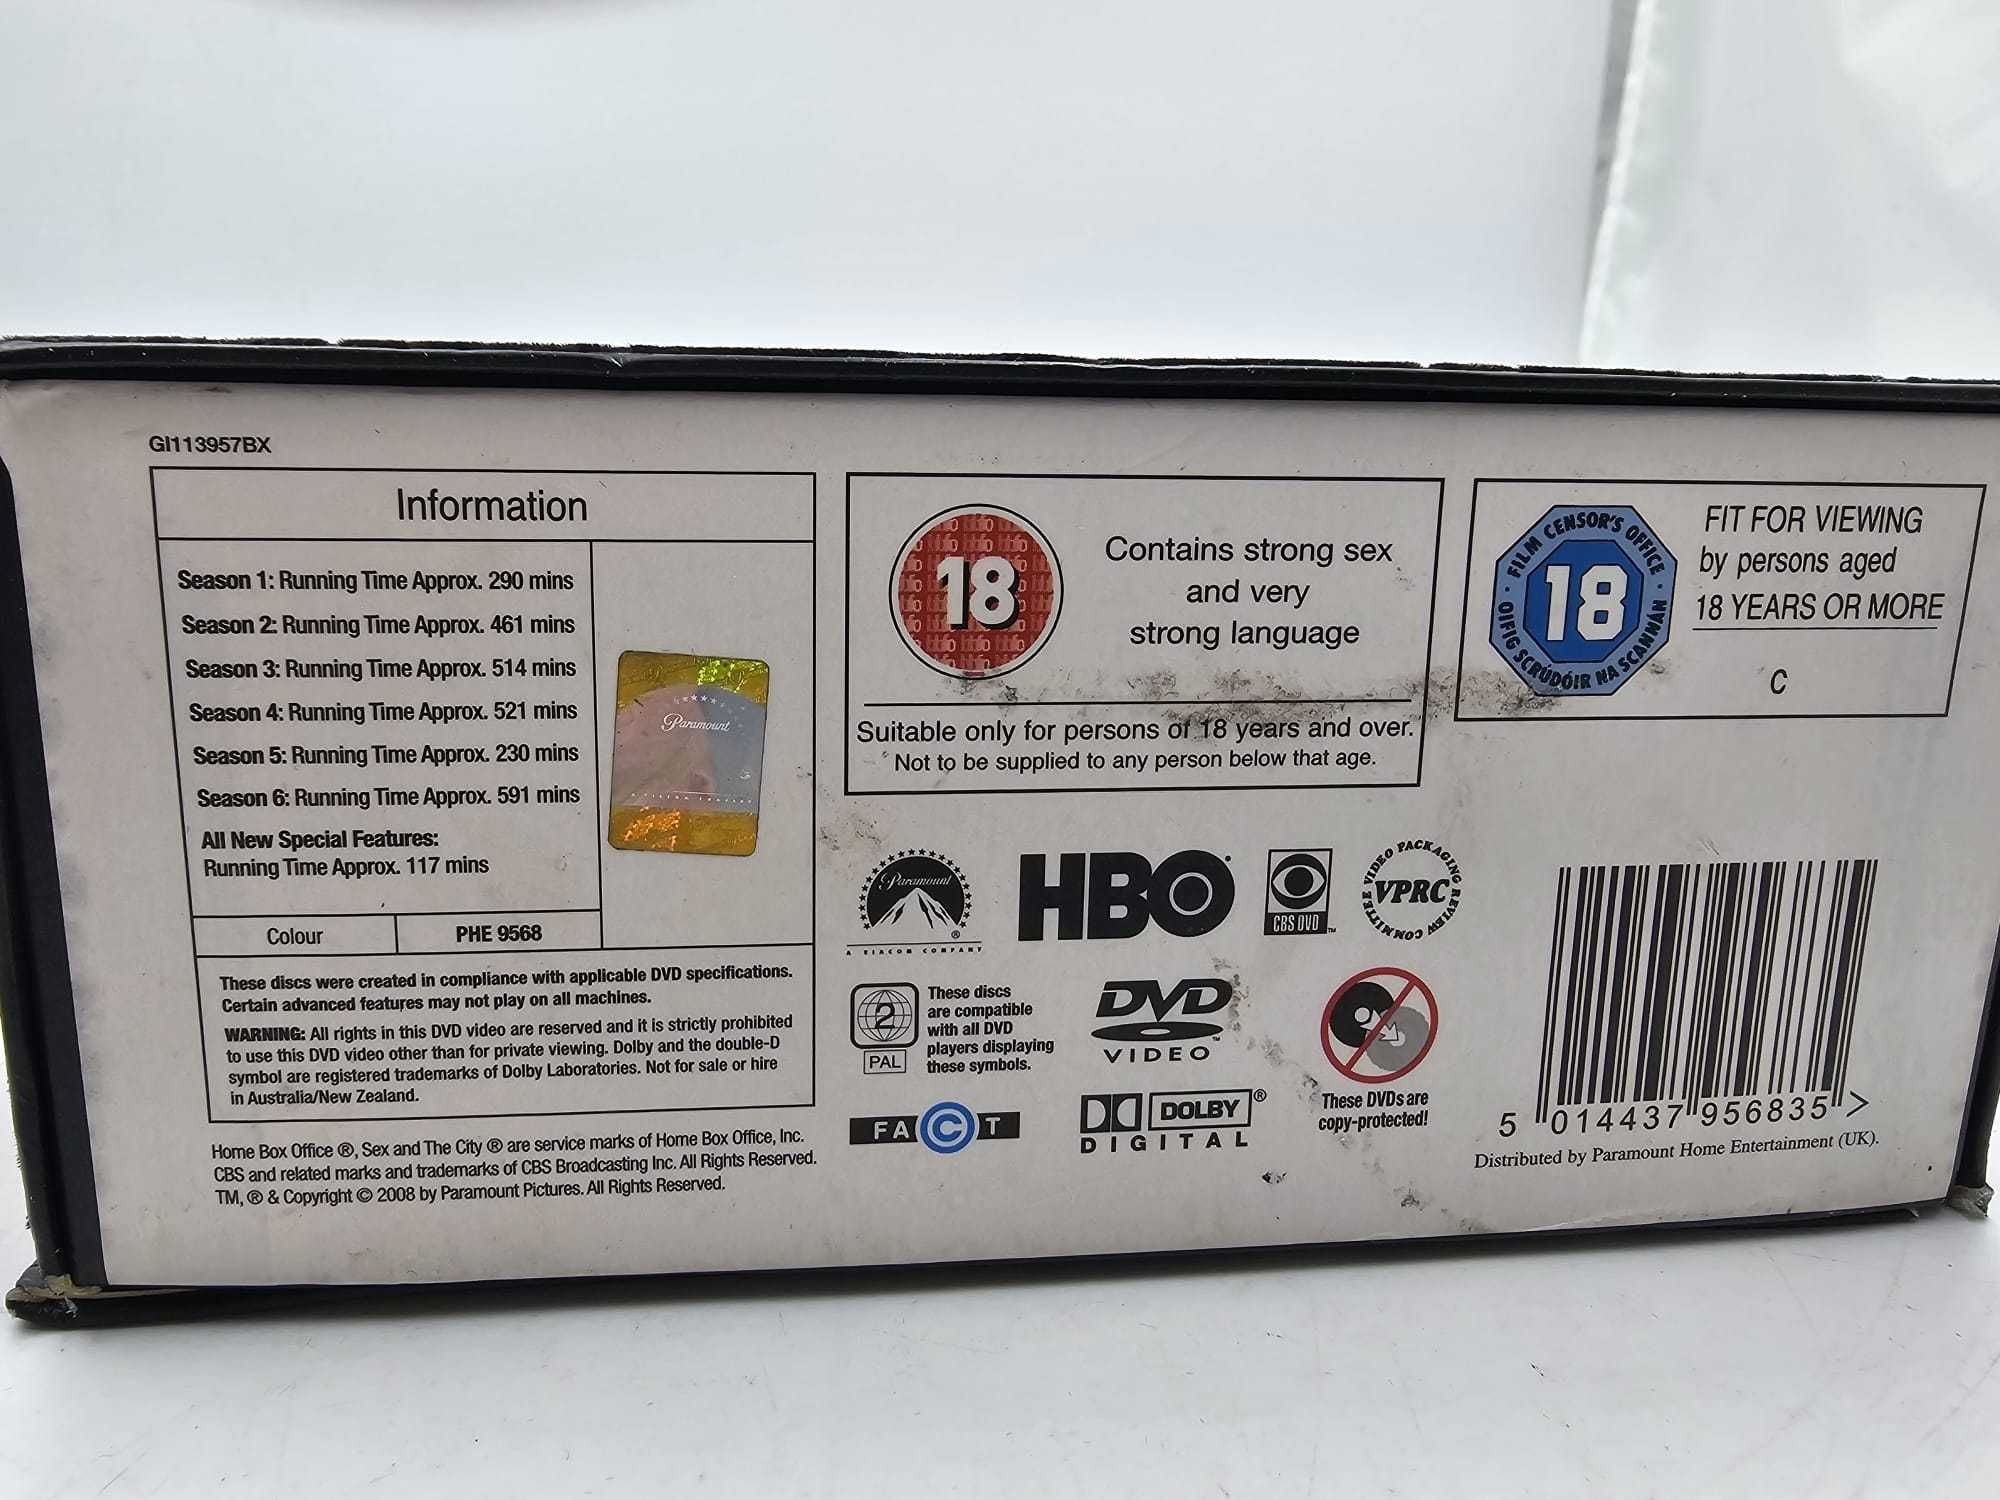 GI113957BX
Information
Season 1: Running Time Approx. 290 mins
Season 2: Running Time Approx. 461 mins
Season 3: Running Time Approx. 514 mins
Season 4: Running Time Approx. 521 mins
Season 5: Running Time Approx. 230 mins
Season 6: Running Time Approx. 591 mins
All New Special Features:
Running Time Approx. 117 mins
Colour
PHE 9568
Paramount
These discs were created in compliance with applicable DVD specifications.
Certain advanced features may not play on all machines.
WARNING: All rights in this DVD video are reserved and it is strictly prohibited
to use this DVD video other than for private viewing. Dolby and the double-D
symbol are registered trademarks of Dolby Laboratories. Not for sale or hire
in Australia/New Zealand.
Home Box Office ®, Sex and The City ® are service marks of Home Box Office, Inc.
CBS and related marks and trademarks of CBS Broadcasting Inc. All Rights Reserved.
TM, ® & Copyright © 2008 by Paramount Pictures. All Rights Reserved.
18
Contains strong sex
and very
strong language
Suitable only for persons of 18 years and over.
Not to be supplied to any person below that age.
FILM CENSOR'S OFFICE
18
OIFIG SCRÚDÓIR NA SCANNÁN
FIT FOR VIEWING
by persons aged
18 YEARS OR MORE
C
Paramount
®
A VIACOM COMPANY
HBO
CBS DVD ™
VIDEO PACKAGING REVIEW COMMITTEE
VPRC
2
PAL
These discs
are compatible
with all DVD
players displaying
these symbols.
DVD
VIDEO ™
These DVDs are
copy-protected!
FACT
DOLBY ®
DIGITAL
5 014437 956835 >
Distributed by Paramount Home Entertainment (UK).